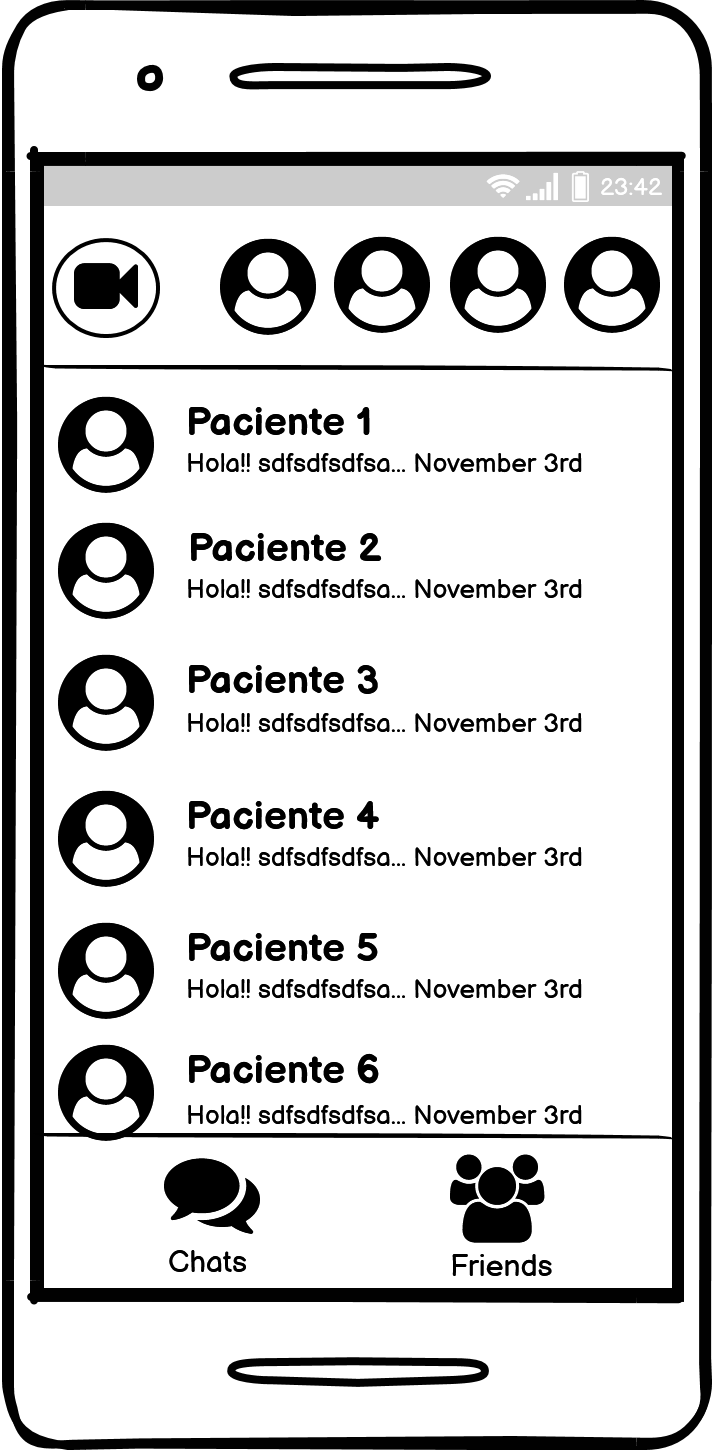 23:42
Paciente 1
Hola!! sdfsdfsdfsa... November 3rd
Paciente 2
Hola!! sdfsdfsdfsa... November 3rd
Paciente 3
Hola!! sdfsdfsdfsa... November 3rd
Paciente 4
Hola!! sdfsdfsdfsa... November 3rd
Paciente 5
Hola!! sdfsdfsdfsa... November 3rd
Paciente 6
Hola!! sdfsdfsdfsa... November 3rd
Chats
Friends